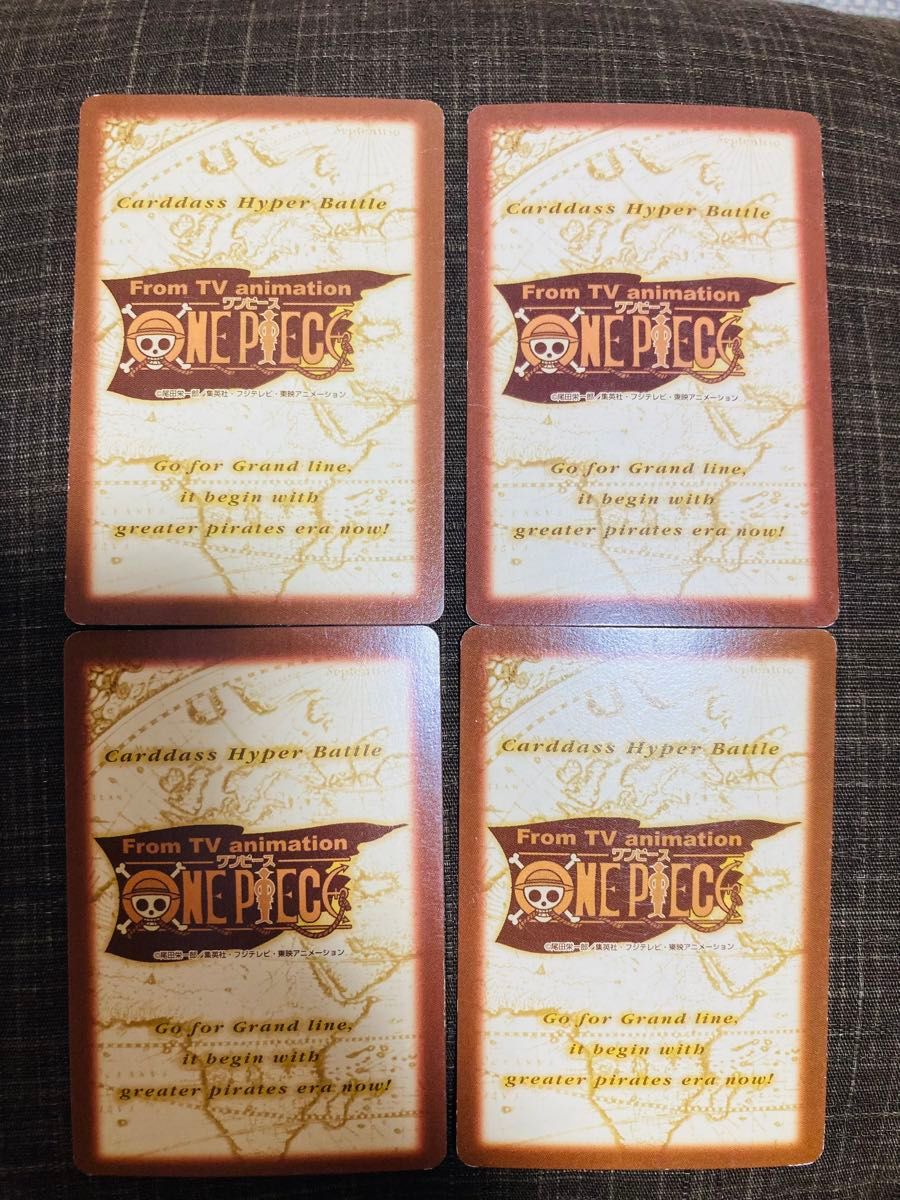 Septentrio
Carddass Hyper Battle
From TV animation
ワンピース
ONE PIECE
©尾田栄一郎/集英社・フジテレビ・東映アニメーション
Go for Grand line,
it begin with
greater pirates era now!
Septentrio
Carddass Hyper Battle
From TV animation
ワンピース
ONE PIECE
©尾田栄一郎/集英社・フジテレビ・東映アニメーション
Go for Grand line,
it begin with
greater pirates era now!
Septentrio
Carddass Hyper Battle
From TV animation
ワンピース
ONE PIECE
©尾田栄一郎/集英社・フジテレビ・東映アニメーション
Go for Grand line,
it begin with
greater pirates era now!
Septentrio
Carddass Hyper Battle
From TV animation
ワンピース
ONE PIECE
©尾田栄一郎/集英社・フジテレビ・東映アニメーション
Go for Grand line,
it begin with
greater pirates era now!